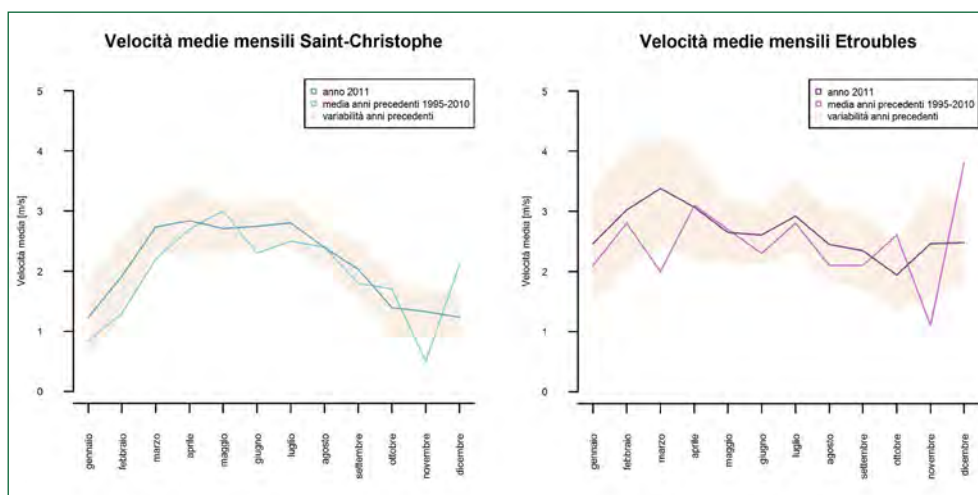 Velocità medie mensili Saint-Christophe
anno 2011
media anni precedenti 1995-2010
variabilità anni precedenti
Velocità media [m/s]
5
4
3
2
1
0
gennaio
febbraio
marzo
aprile
maggio
giugno
luglio
agosto
settembre
ottobre
novembre
dicembre
Velocità medie mensili Etroubles
anno 2011
media anni precedenti 1995-2010
variabilità anni precedenti
Velocità media [m/s]
5
4
3
2
1
0
gennaio
febbraio
marzo
aprile
maggio
giugno
luglio
agosto
settembre
ottobre
novembre
dicembre